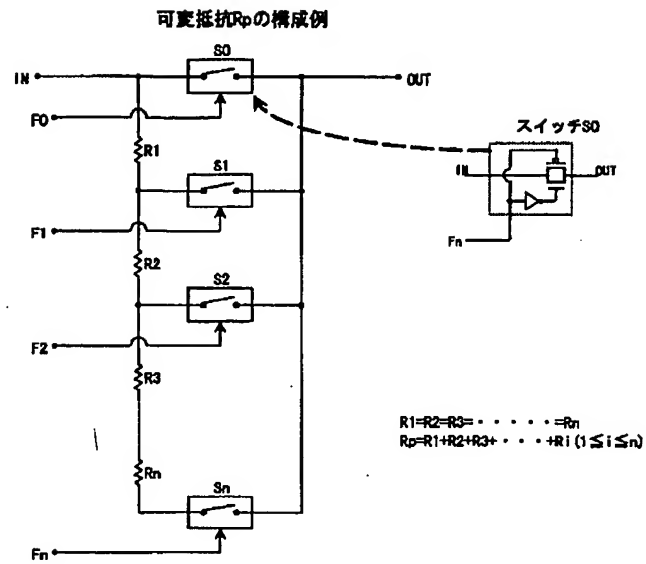 可変抵抗Rpの構成例
S0
IN
OUT
F0
スイッチS0
R1
IN
OUT
S1
F1
Fn
R2
S2
F2
R3
R1=R2=R3=・・・・・=Rn
Rp=R1+R2+R3+・・・・+Ri(1≦i≦n)
Rn
Sn
Fn